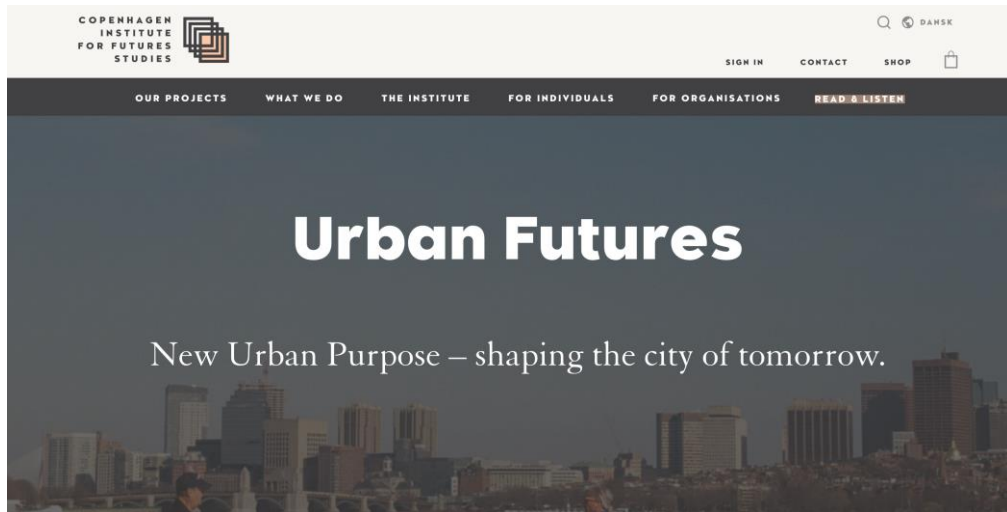 COPENHAGEN
INSTITUTE
FOR FUTURES
STUDIES
DANSK
SIGN IN CONTACT SHOP
OUR PROJECTS WHAT WE DO THE INSTITUTE FOR INDIVIDUALS FOR ORGANISATIONS READ & LISTEN
Urban Futures
New Urban Purpose – shaping the city of tomorrow.